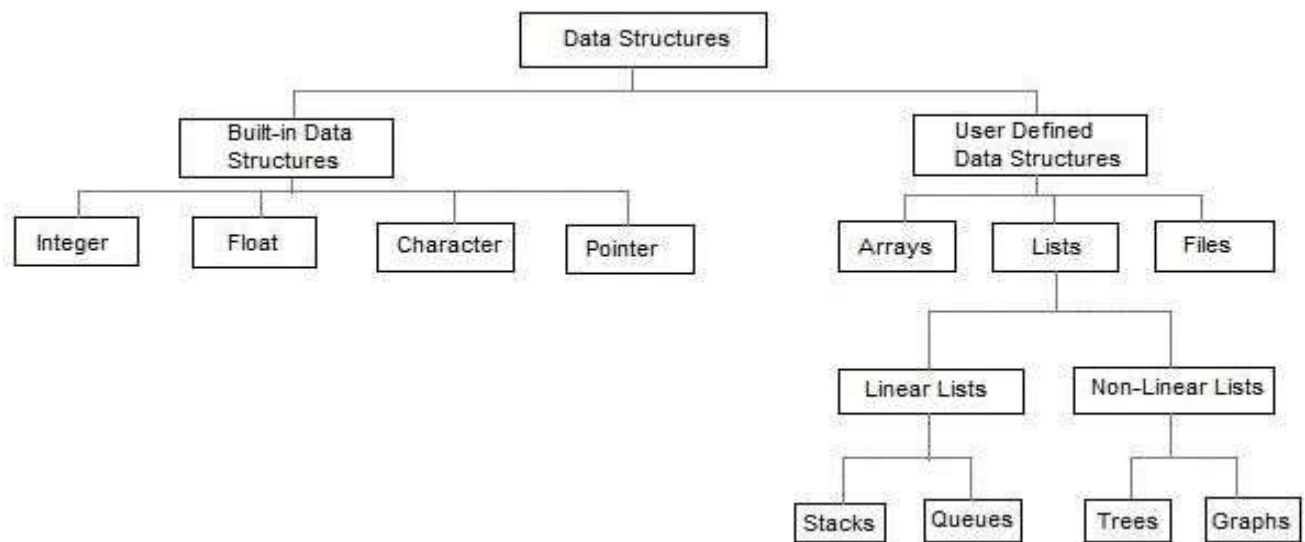 Data Structures
Built-in Data
Structures
User Defined
Data Structures
Integer
Float
Character
Pointer
Arrays
Lists
Files
Linear Lists
Non-Linear Lists
Stacks
Queues
Trees
Graphs